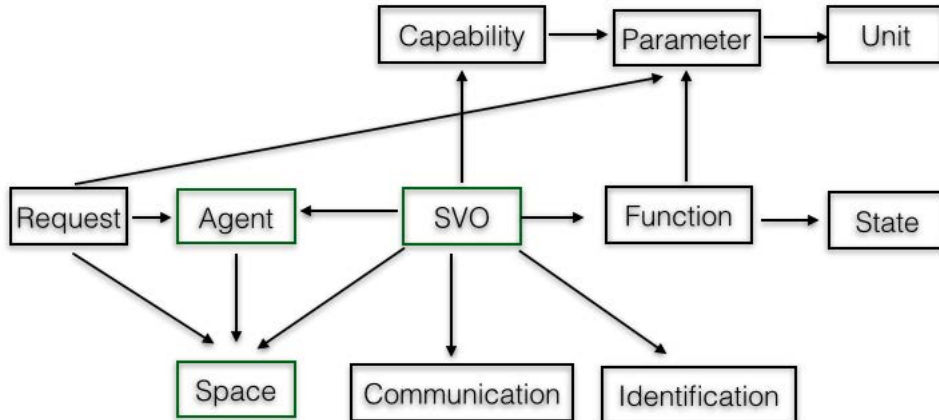 Capability
Parameter
Unit
Request
Agent
SVO
Function
State
Space
Communication
Identification